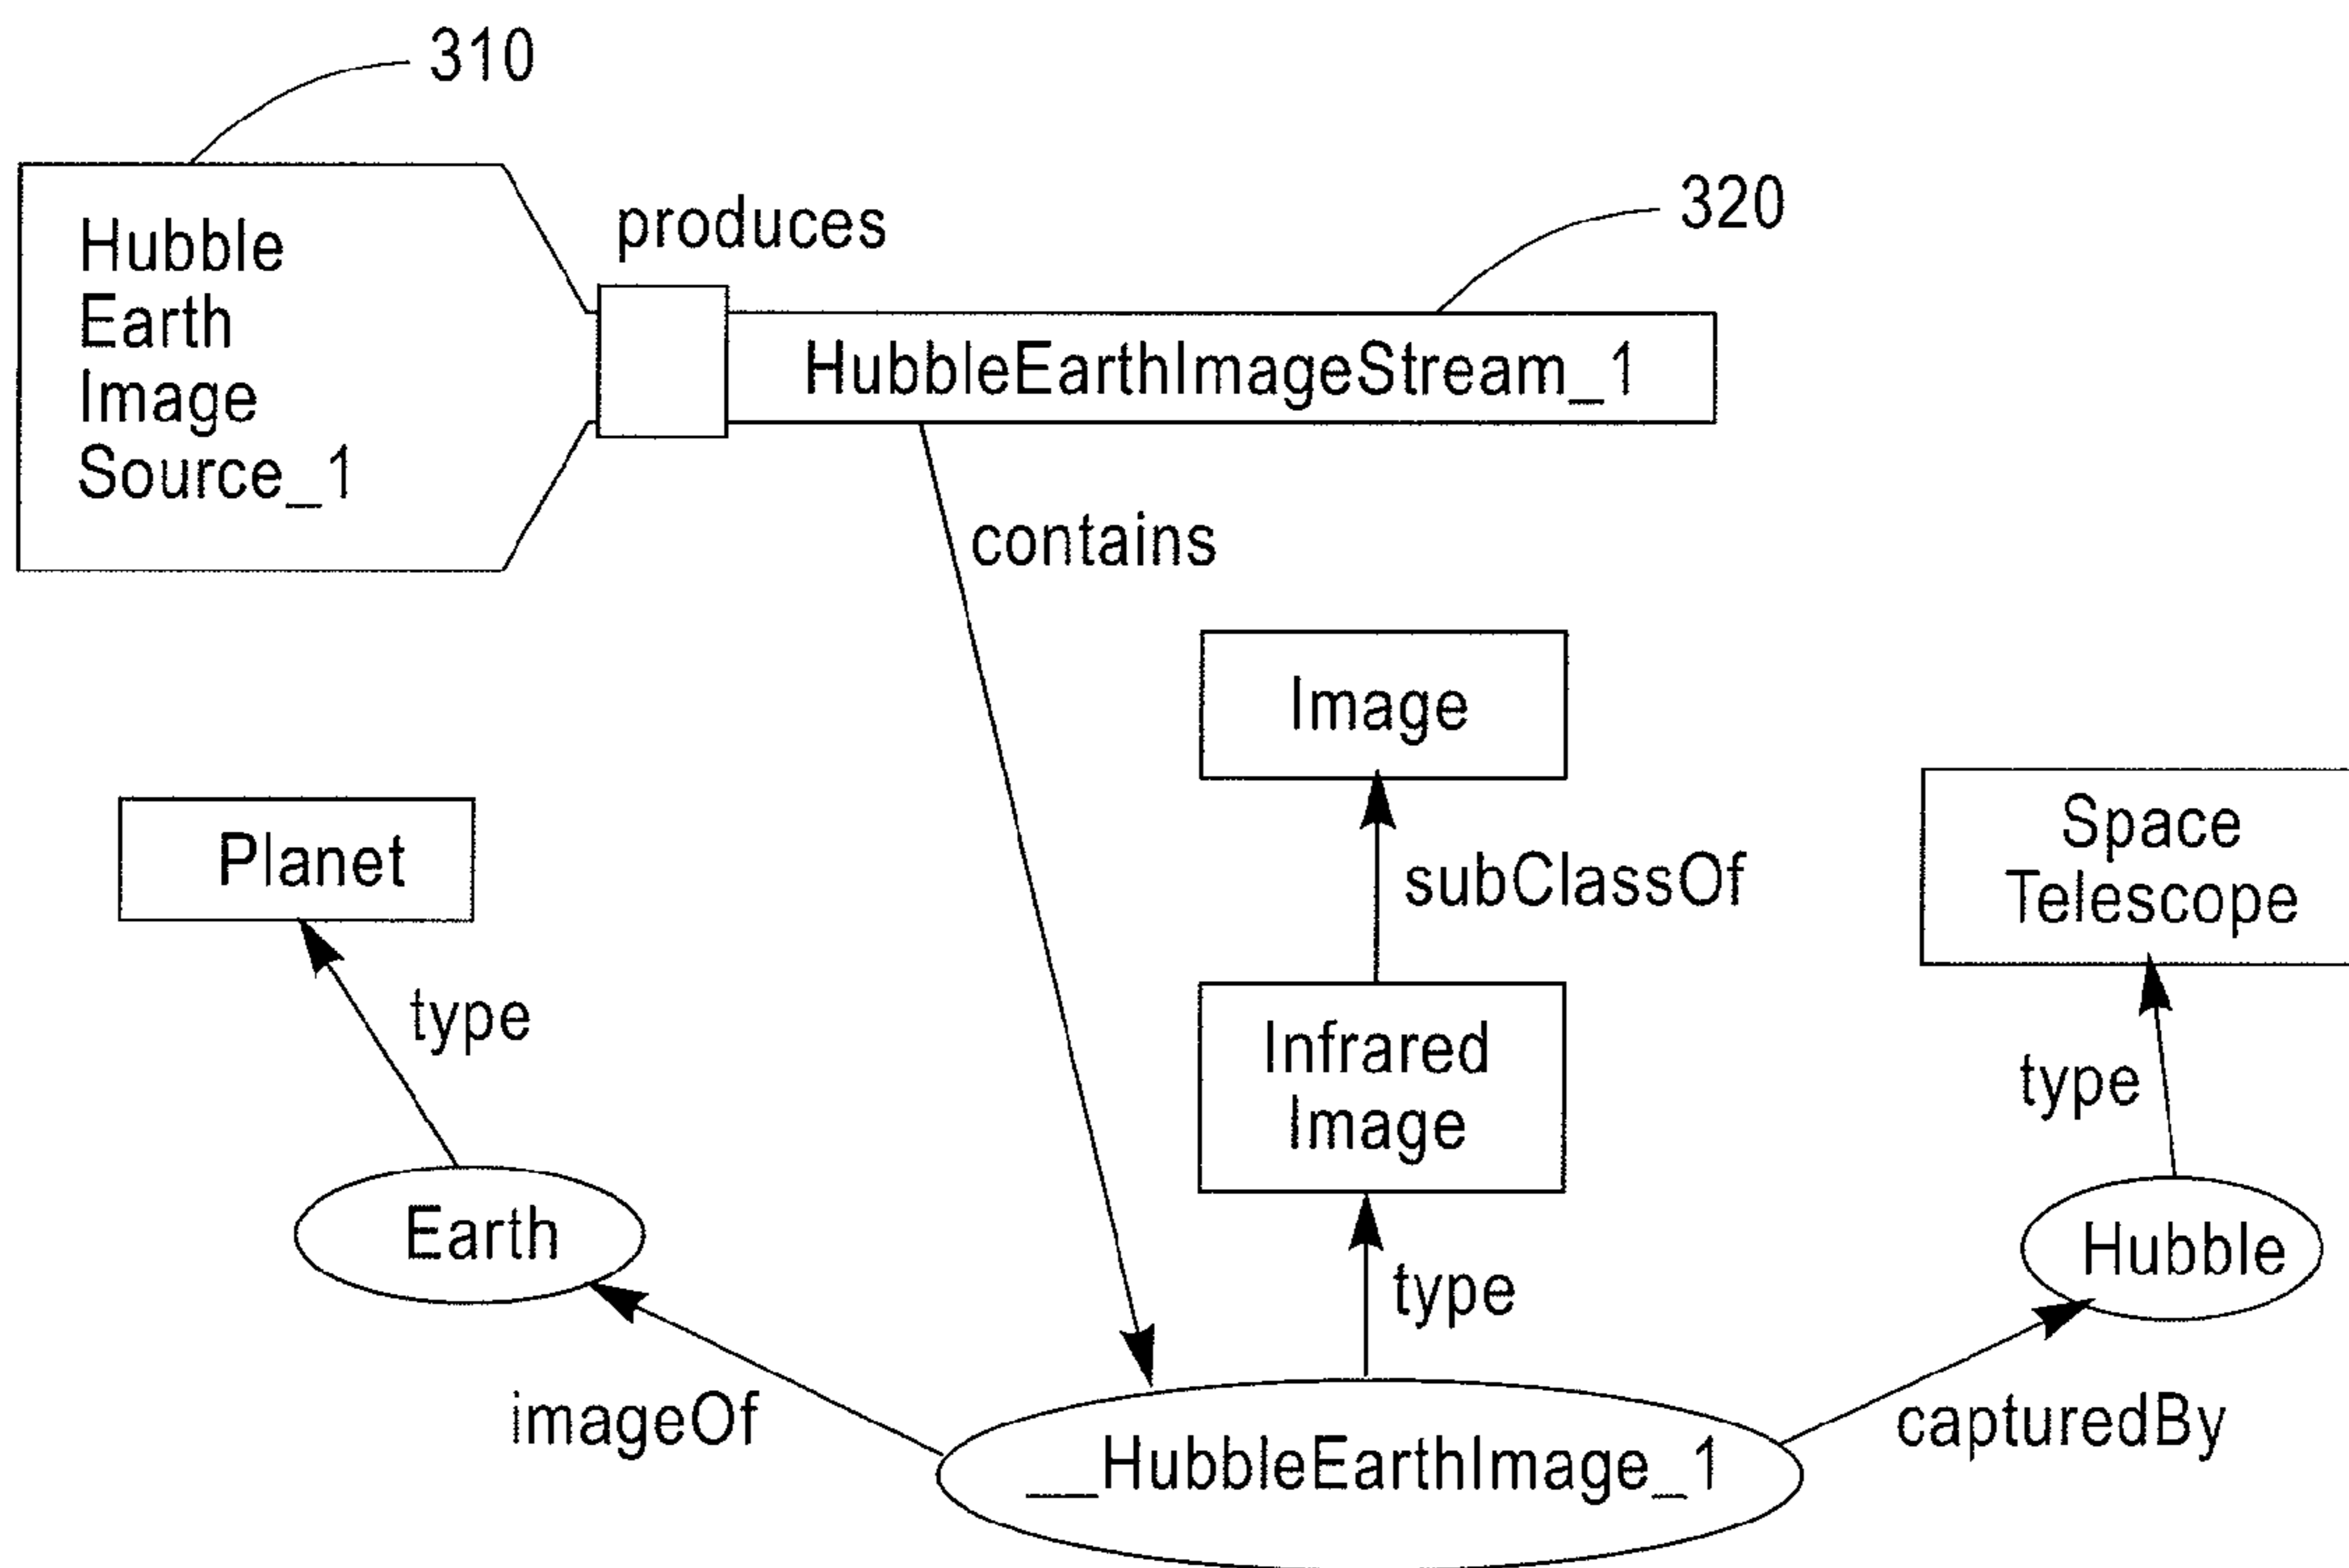 310
320
produces
Hubble
Earth
Image
Source_1
HubbleEarthImageStream_1
contains
Image
Planet
subClassOf
Space
Telescope
type
Infrared
Image
type
Earth
Hubble
type
imageOf
capturedBy
__HubbleEarthImage_1